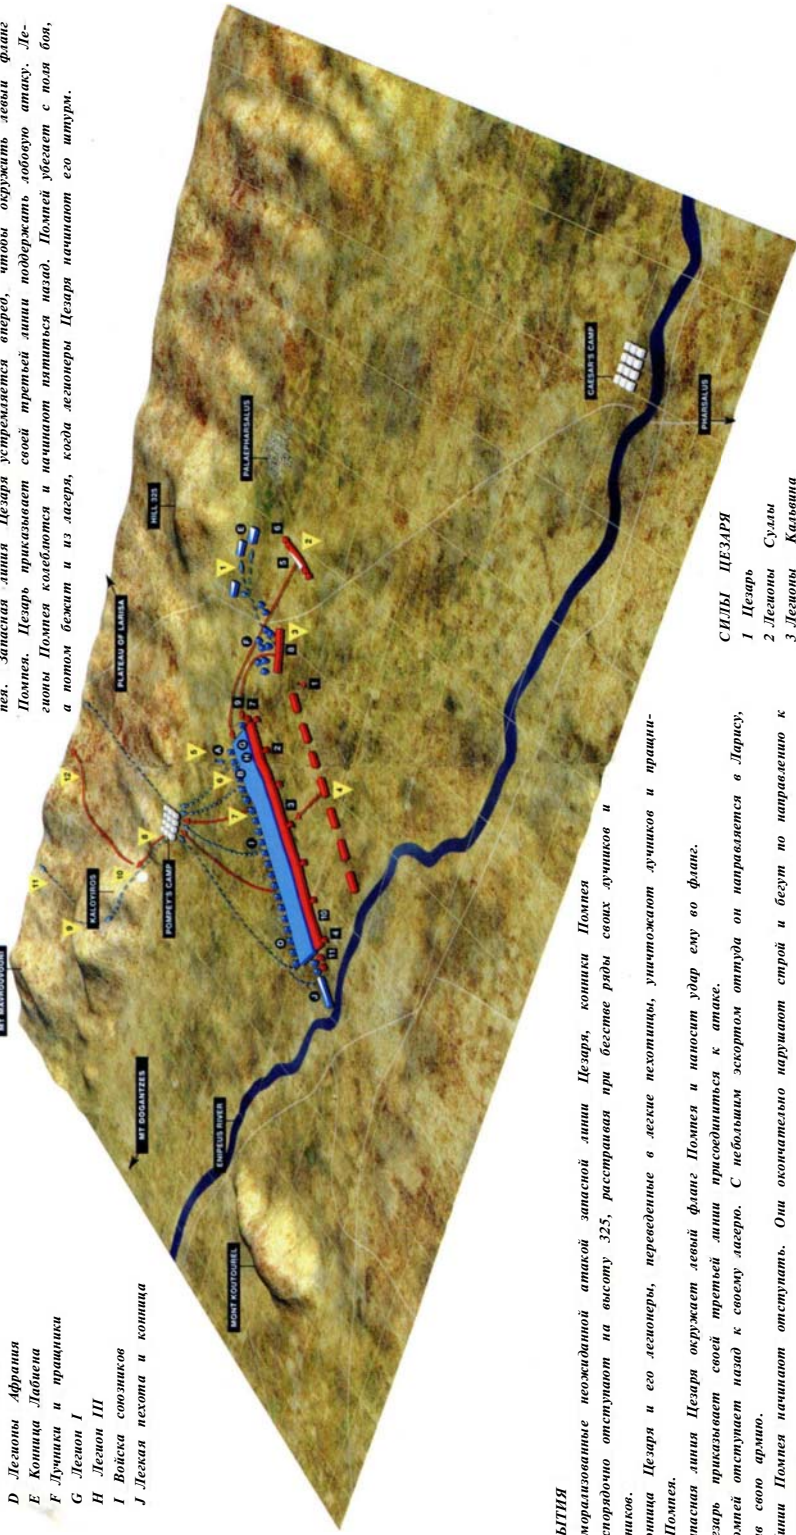 D Легионы Афрания
E Конница Лабиена
F Лучники и пращники
G Легион I
H Легион III
I Войска союзников
J Легкая пехота и конница
пея. Запасная линия Цезаря устремляется вперед, чтобы окружить левый фланг
Помпея. Цезарь приказывает своей третьей линии поддержать лобовую атаку. Ле-
гионы Помпея колеблются и начинают пятиться назад. Помпей убегает с поля боя,
а потом бежит и из лагеря, когда легионеры Цезаря начинают его штурм.
MT DOGANTZES
KALOYIROS
PLATEAU OF LARISA
HILL 325
POMPEY'S CAMP
PALAEPHARSALUS
ENIPEUS RIVER
MONT KOUTOUREL
CAESAR'S CAMP
PHARSALUS
ЫТИЯ
морализованные неожиданной атакой запасной линии Цезаря, конники Помпея
спорядочно отступают на высоту 325, расстраивая при бегстве ряды своих лучников и
ников.
нница Цезаря и его легионеры, переведенные в легкие пехотинцы, уничтожают лучников и пращни-
Помпея.
пасная линия Цезаря окружает левый фланг Помпея и наносит удар ему во фланг.
зарь приказывает своей третьей линии присоединиться к атаке.
мпей отступает назад к своему лагерю. С небольшим эскортом оттуда он направляется в Ларису,
в свою армию.
инии Помпея начинают отступать. Они окончательно нарушают строй и бегут по направлению к
СИЛЫ ЦЕЗАРЯ
1 Цезарь
2 Легионы Суллы
3 Легионы Кальвина